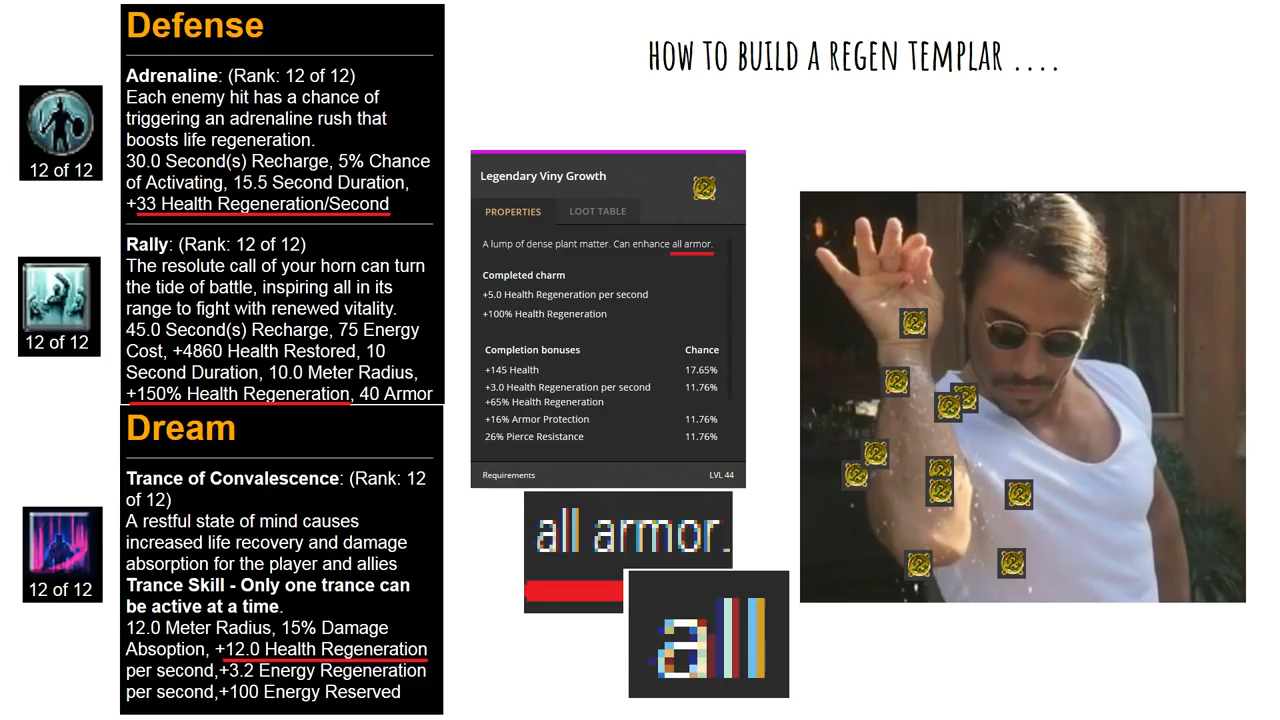 HOW TO BUILD A REGEN TEMPLAR ....
Defense
Adrenaline: (Rank: 12 of 12)
Each enemy hit has a chance of
triggering an adrenaline rush that
boosts life regeneration.
30.0 Second(s) Recharge, 5% Chance
of Activating, 15.5 Second Duration,
+33 Health Regeneration/Second
12 of 12
Rally: (Rank: 12 of 12)
The resolute call of your horn can turn
the tide of battle, inspiring all in its
range to fight with renewed vitality.
45.0 Second(s) Recharge, 75 Energy
Cost, +4860 Health Restored, 10
Second Duration, 10.0 Meter Radius,
+150% Health Regeneration, 40 Armor
12 of 12
Dream
Trance of Convalescence: (Rank: 12
of 12)
A restful state of mind causes
increased life recovery and damage
absorption for the player and allies
Trance Skill - Only one trance can
be active at a time.
12.0 Meter Radius, 15% Damage
Absoption, +12.0 Health Regeneration
per second,+3.2 Energy Regeneration
per second,+100 Energy Reserved
12 of 12
Legendary Viny Growth
PROPERTIES LOOT TABLE
A lump of dense plant matter. Can enhance all armor.
Completed charm
+5.0 Health Regeneration per second
+100% Health Regeneration
Completion bonuses Chance
+145 Health 17.65%
+3.0 Health Regeneration per second 11.76%
+65% Health Regeneration
+16% Armor Protection 11.76%
26% Pierce Resistance 11.76%
Requirements LVL 44
all armor.
all